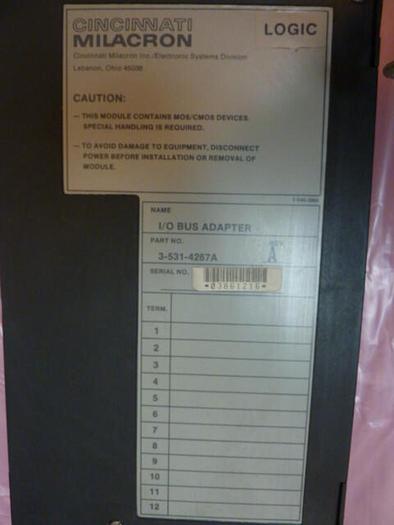 CINCINNATI
MILACRON
LOGIC
Cincinnati Milacron Inc./Electronic Systems Division
Lebanon, Ohio 45036
CAUTION:
— THIS MODULE CONTAINS MOS/CMOS DEVICES.
SPECIAL HANDLING IS REQUIRED.
— TO AVOID DAMAGE TO EQUIPMENT, DISCONNECT
POWER BEFORE INSTALLATION OR REMOVAL OF
MODULE.
NAME
I/O BUS ADAPTER
PART NO.
REV.
3-531-4287A
A
SERIAL NO.
*03861216*
TERM.
1
2
3
4
5
6
7
8
9
10
11
12